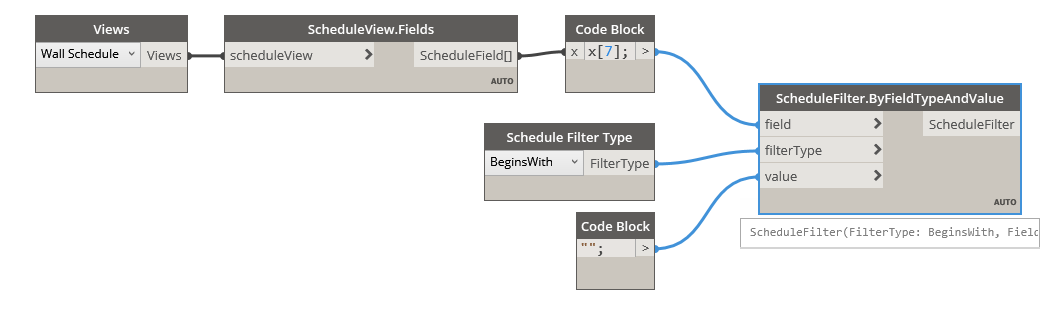 Views
Wall Schedule
Views
ScheduleView.Fields
scheduleView
ScheduleField[]
AUTO
Code Block
x
x[7];
>
ScheduleFilter.ByFieldTypeAndValue
field
ScheduleFilter
filterType
value
AUTO
Schedule Filter Type
BeginsWith
FilterType
Code Block
"";
>
ScheduleFilter(FilterType: BeginsWith, Field